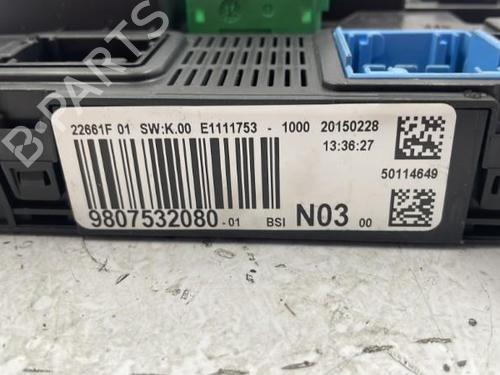 22661F 01 SW:K.00 E1111753 - 1000 20150228
13:36:27
50114649
9807532080-01 BSI N03 00
B-PARTS